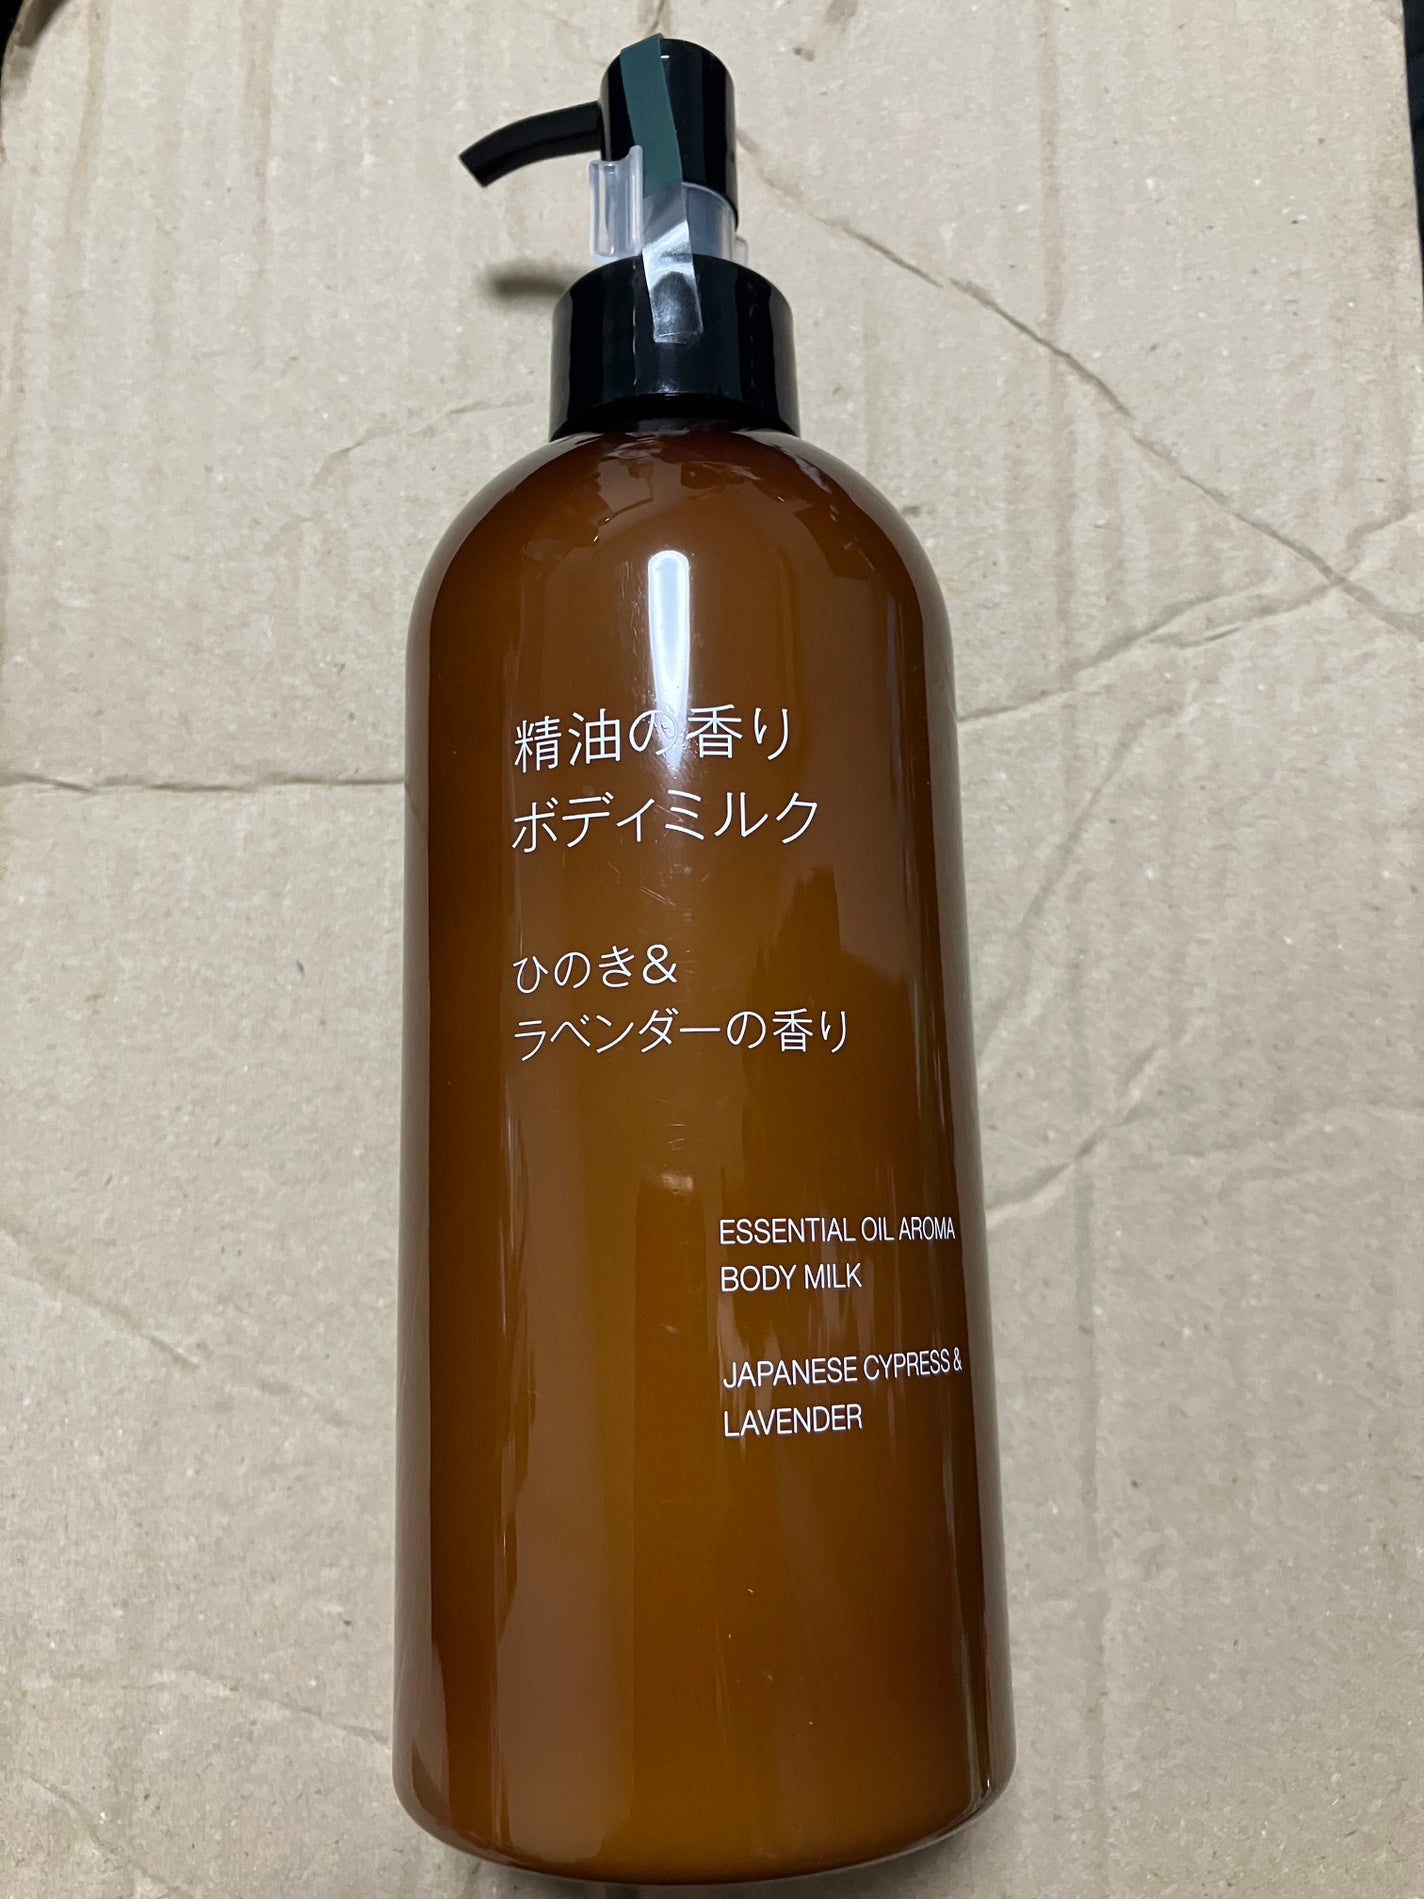 精油の香り
ボディミルク
ひのき&
ラベンダーの香り
ESSENTIAL OIL AROMA
BODY MILK
JAPANESE CYPRESS &
LAVENDER